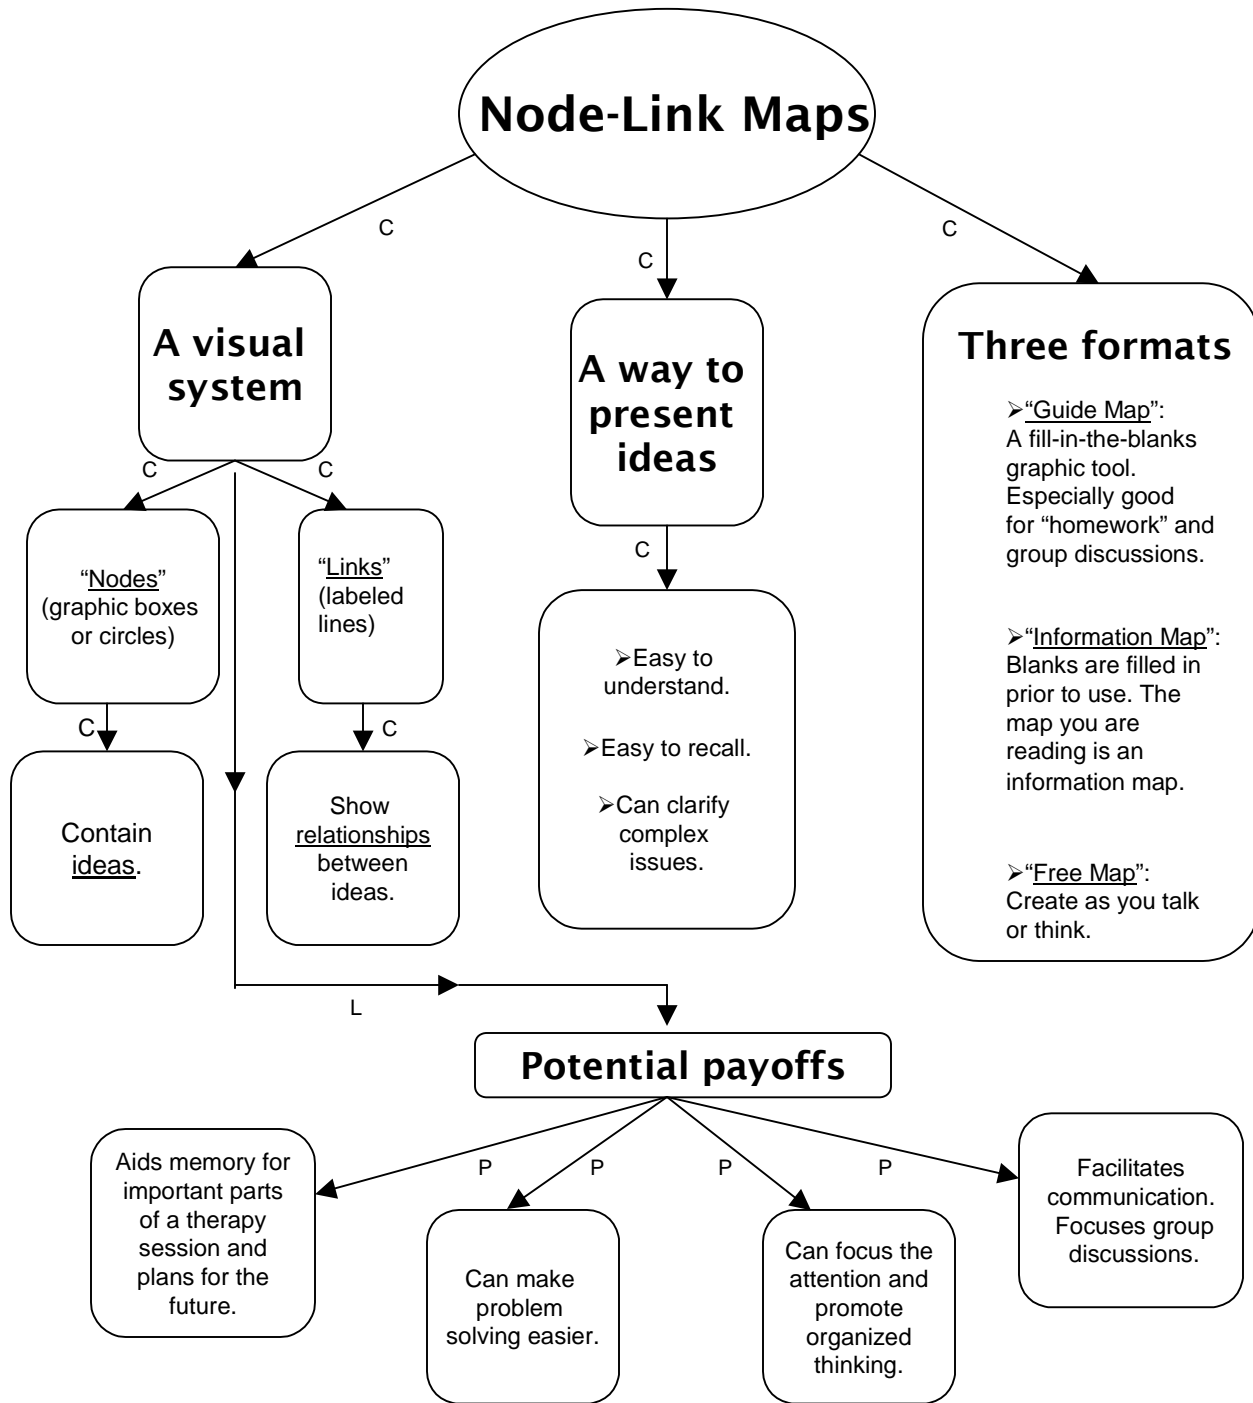 Node-Link Maps
C
C
C
A visual
system
A way to
present
ideas
Three formats
➢"Guide Map":
A fill-in-the-blanks
graphic tool.
Especially good
for "homework" and
group discussions.
➢"Information Map":
Blanks are filled in
prior to use. The
map you are
reading is an
information map.
➢"Free Map":
Create as you talk
or think.
C
C
"Nodes"
(graphic boxes
or circles)
"Links"
(labeled
lines)
C
➢Easy to
understand.
➢Easy to recall.
➢Can clarify
complex
issues.
C
C
Contain
ideas.
Show
relationships
between
ideas.
L
Potential payoffs
P
P
P
P
Aids memory for
important parts
of a therapy
session and
plans for the
future.
Can make
problem
solving easier.
Can focus the
attention and
promote
organized
thinking.
Facilitates
communication.
Focuses group
discussions.